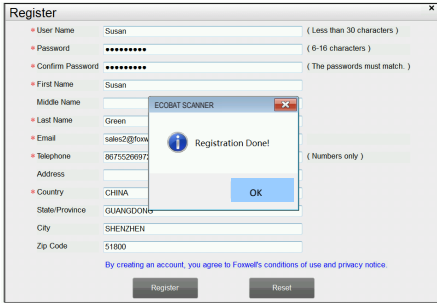 Register
x
* User Name Susan ( Less than 30 characters )
* Password ●●●●●●●●● ( 6-16 characters )
* Confirm Password ●●●●●●●●● ( The passwords must match. )
* First Name Susan
Middle Name
ECOBAT SCANNER
* Last Name Green
* Email sales2@foxw
Registration Done!
* Telephone ( Numbers only )
Address
OK
* Country CHINA
State/Province GUANGDONG
City SHENZHEN
Zip Code 51800
By creating an account, you agree to Foxwell's conditions of use and privacy notice.
Register Reset